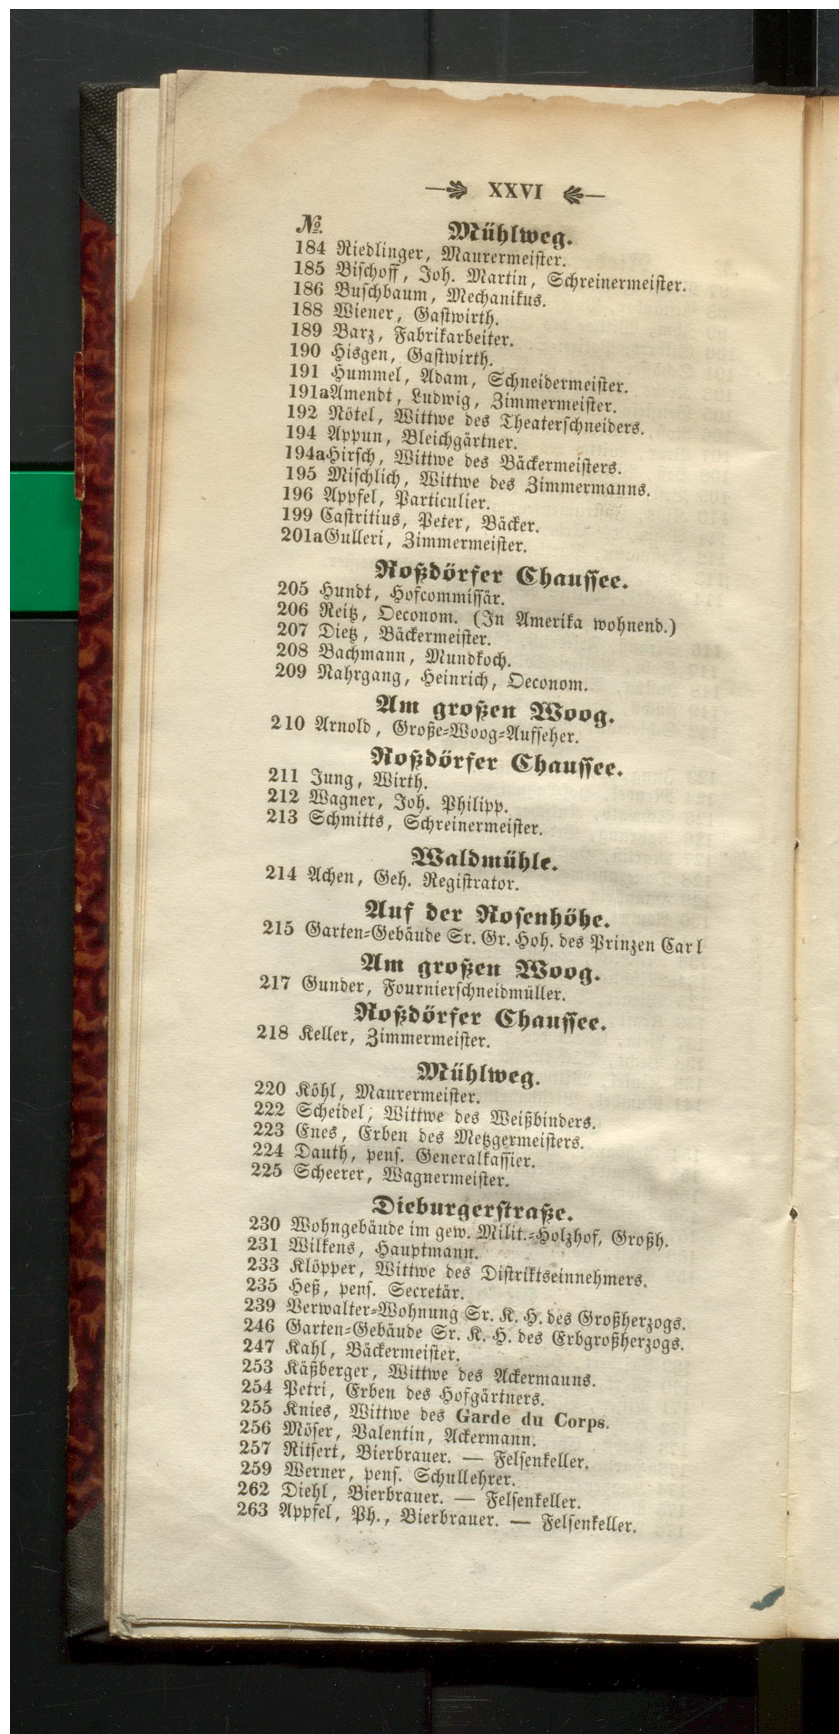 XXVI
№.
Mühlweg.
184 Riedlinger, Maurermeister.
185 Bischoff, Joh. Martin, Schreinermeister.
186 Buschbaum, Mechanikus.
188 Wiener, Gastwirth.
189 Barz, Fabrikarbeiter.
190 Hisgen, Gastwirth.
191 Hummel, Adam, Schneidermeister.
191a Amendt, Ludwig, Zimmermeister.
192 Nötel, Wittwe des Theaterschneiders.
194 Appun, Bleichgärtner.
194a Hirsch, Wittwe des Bäckermeisters.
195 Mischlich, Wittwe des Zimmermanns.
196 Appfel, Particulier.
199 Castritius, Peter, Bäcker.
201a Gulleri, Zimmermeister.
Roßdörfer Chaussee.
205 Hundt, Hofcommissär.
206 Reitz, Oeconom. (In Amerika wohnend.)
207 Dietz, Bäckermeister.
208 Bachmann, Mundkoch.
209 Nahrgang, Heinrich, Oeconom.
Am großen Woog.
210 Arnold, Große-Woog-Aufseher.
Roßdörfer Chaussee.
211 Jung, Wirth.
212 Wagner, Joh. Philipp.
213 Schmitts, Schreinermeister.
Waldmühle.
214 Achen, Geh. Registrator.
Auf der Rosenhöhe.
215 Garten-Gebäude Sr. Gr. Hoh. des Prinzen Carl
Am großen Woog.
217 Gunder, Fournierschneidmüller.
Roßdörfer Chaussee.
218 Keller, Zimmermeister.
Mühlweg.
220 Köhl, Maurermeister.
222 Scheidel, Wittwe des Weißbinders.
223 Enes, Erben des Metzgermeisters.
224 Dauth, pens. Generalkassier.
225 Scheerer, Wagnermeister.
Dieburgerstraße.
230 Wohngebäude im gew. Milit.-Holzhof, Großh.
231 Wilkens, Hauptmann.
233 Klöpper, Wittwe des Distriktseinnehmers.
235 Heß, pens. Secretär.
239 Verwalter-Wohnung Sr. K. H. des Großherzogs.
246 Garten-Gebäude Sr. K. H. des Erbgroßherzogs.
247 Kahl, Bäckermeister.
253 Käßberger, Wittwe des Ackermanns.
254 Petri, Erben des Hofgärtners.
255 Knies, Wittwe des Garde du Corps.
256 Möser, Valentin, Ackermann.
257 Ritsert, Bierbrauer. — Felsenkeller.
259 Werner, pens. Schullehrer.
262 Diehl, Bierbrauer. — Felsenkeller.
263 Appfel, Ph., Bierbrauer. — Felsenkeller.